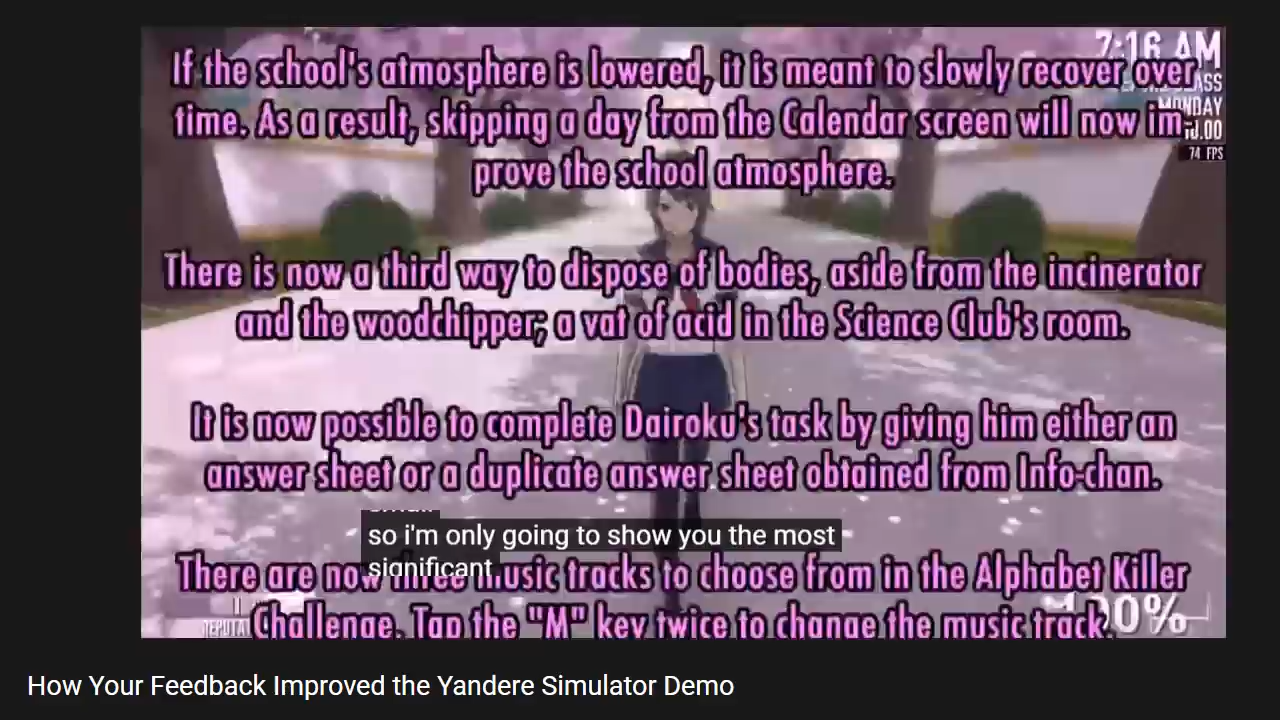 7:16 AM
If the school's atmosphere is lowered, it is meant to slowly recover over
CLASS
MONDAY
time. As a result, skipping a day from the Calendar screen will now im-
74 FPS
prove the school atmosphere.
There is now a third way to dispose of bodies, aside from the incinerator
and the woodchipper; a vat of acid in the Science Club's room.
It is now possible to complete Dairoku's task by giving him either an
answer sheet or a duplicate answer sheet obtained from Info-chan.
so i'm only going to show you the most
significant
There are now three music tracks to choose from in the Alphabet Killer
Challenge. Tap the "M" key twice to change the music track.
How Your Feedback Improved the Yandere Simulator Demo